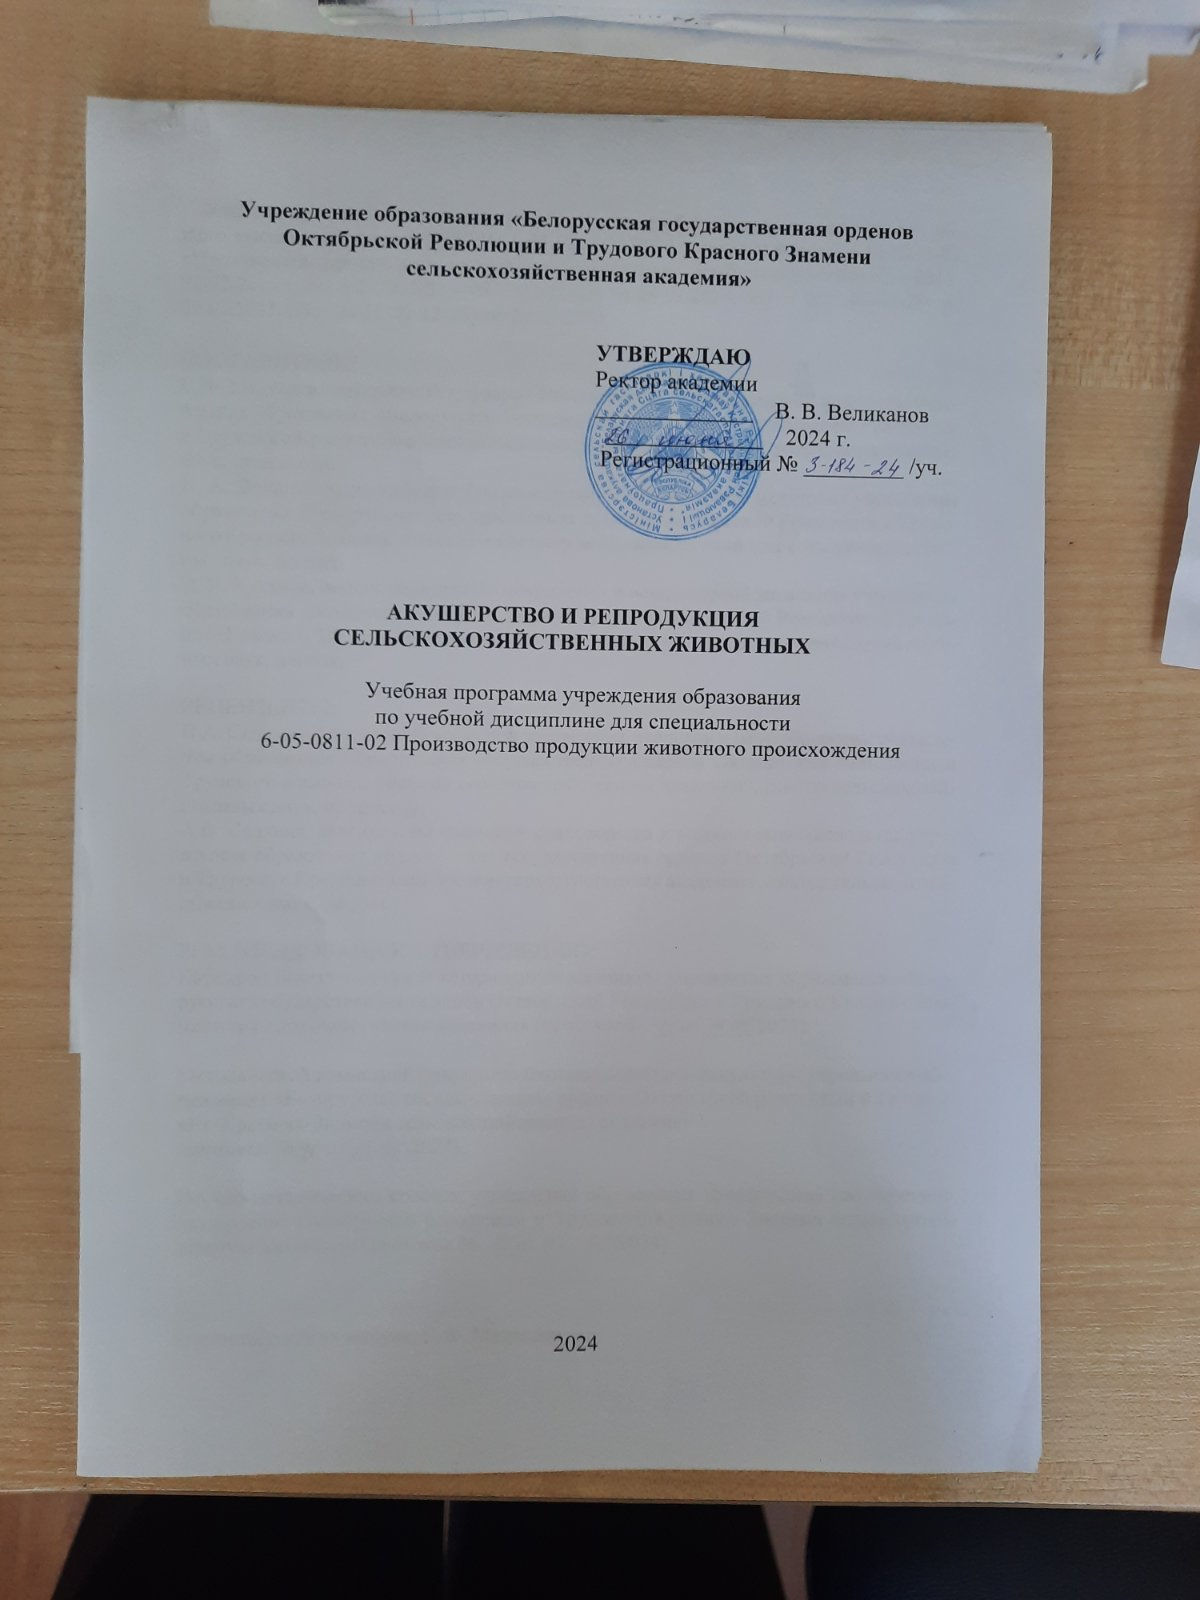 Учреждение образования «Белорусская государственная орденов
Октябрьской Революции и Трудового Красного Знамени
сельскохозяйственная академия»
УТВЕРЖДАЮ
Ректор академии
В. В. Великанов
26 июня 2024 г.
Регистрационный № 3-184-24 /уч.
АКУШЕРСТВО И РЕПРОДУКЦИЯ
СЕЛЬСКОХОЗЯЙСТВЕННЫХ ЖИВОТНЫХ
Учебная программа учреждения образования
по учебной дисциплине для специальности
6-05-0811-02 Производство продукции животного происхождения
2024